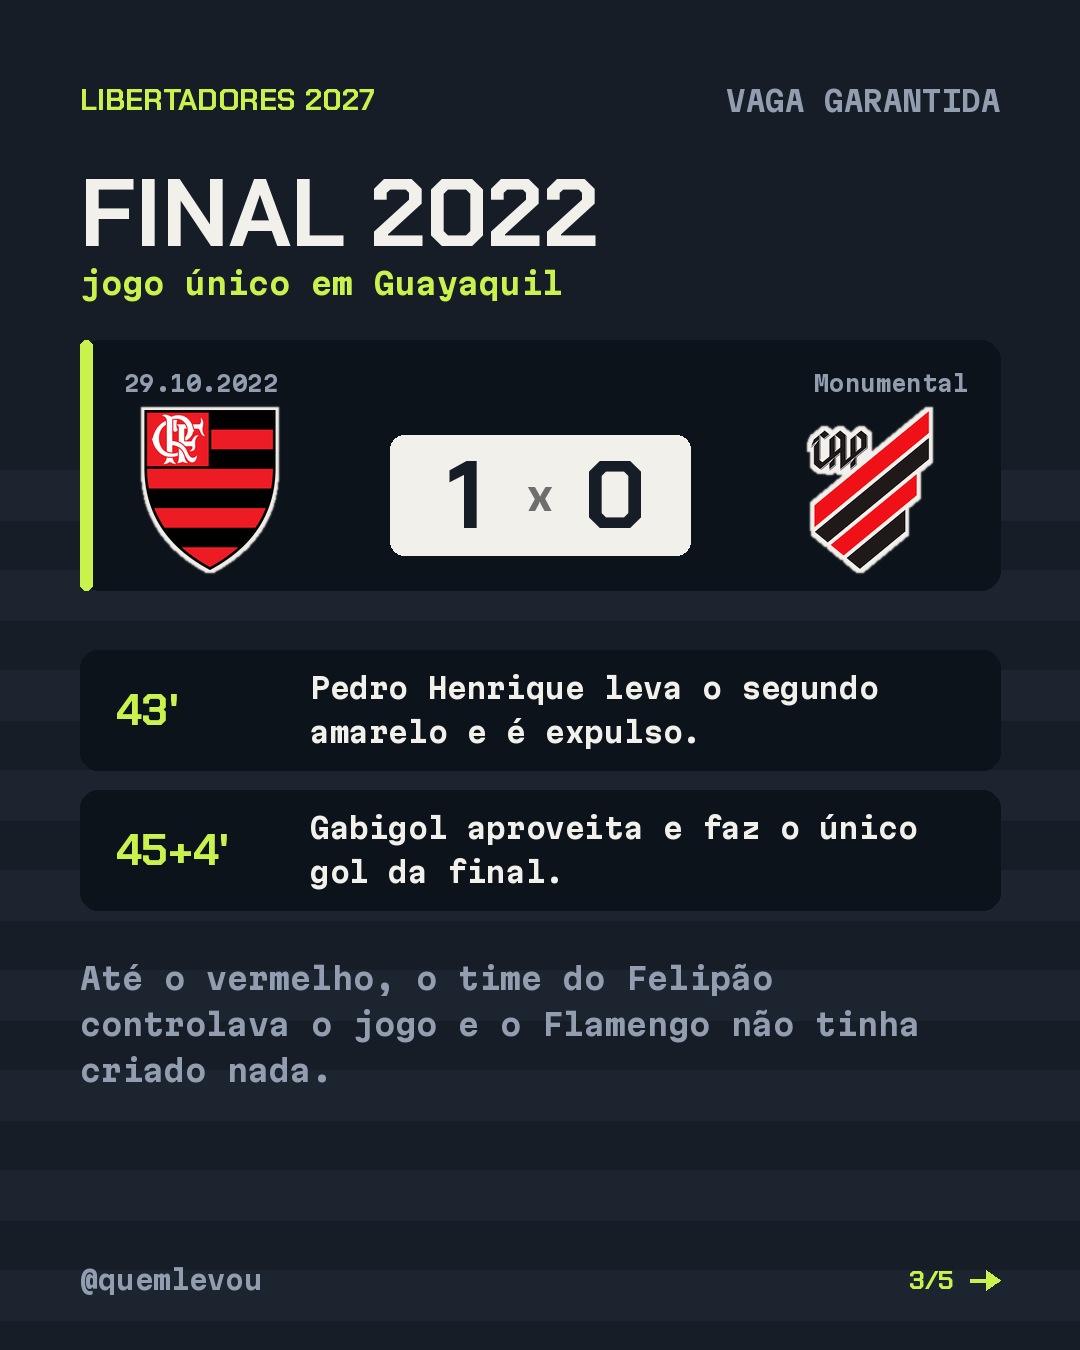 LIBERTADORES 2027
VAGA GARANTIDA
FINAL 2022
jogo único em Guayaquil
29.10.2022
Monumental
CRF
CAP
1 x 0
43'
Pedro Henrique leva o segundo
amarelo e é expulso.
45+4'
Gabigol aproveita e faz o único
gol da final.
Até o vermelho, o time do Felipão
controlava o jogo e o Flamengo não tinha
criado nada.
@quemlevou
3/5